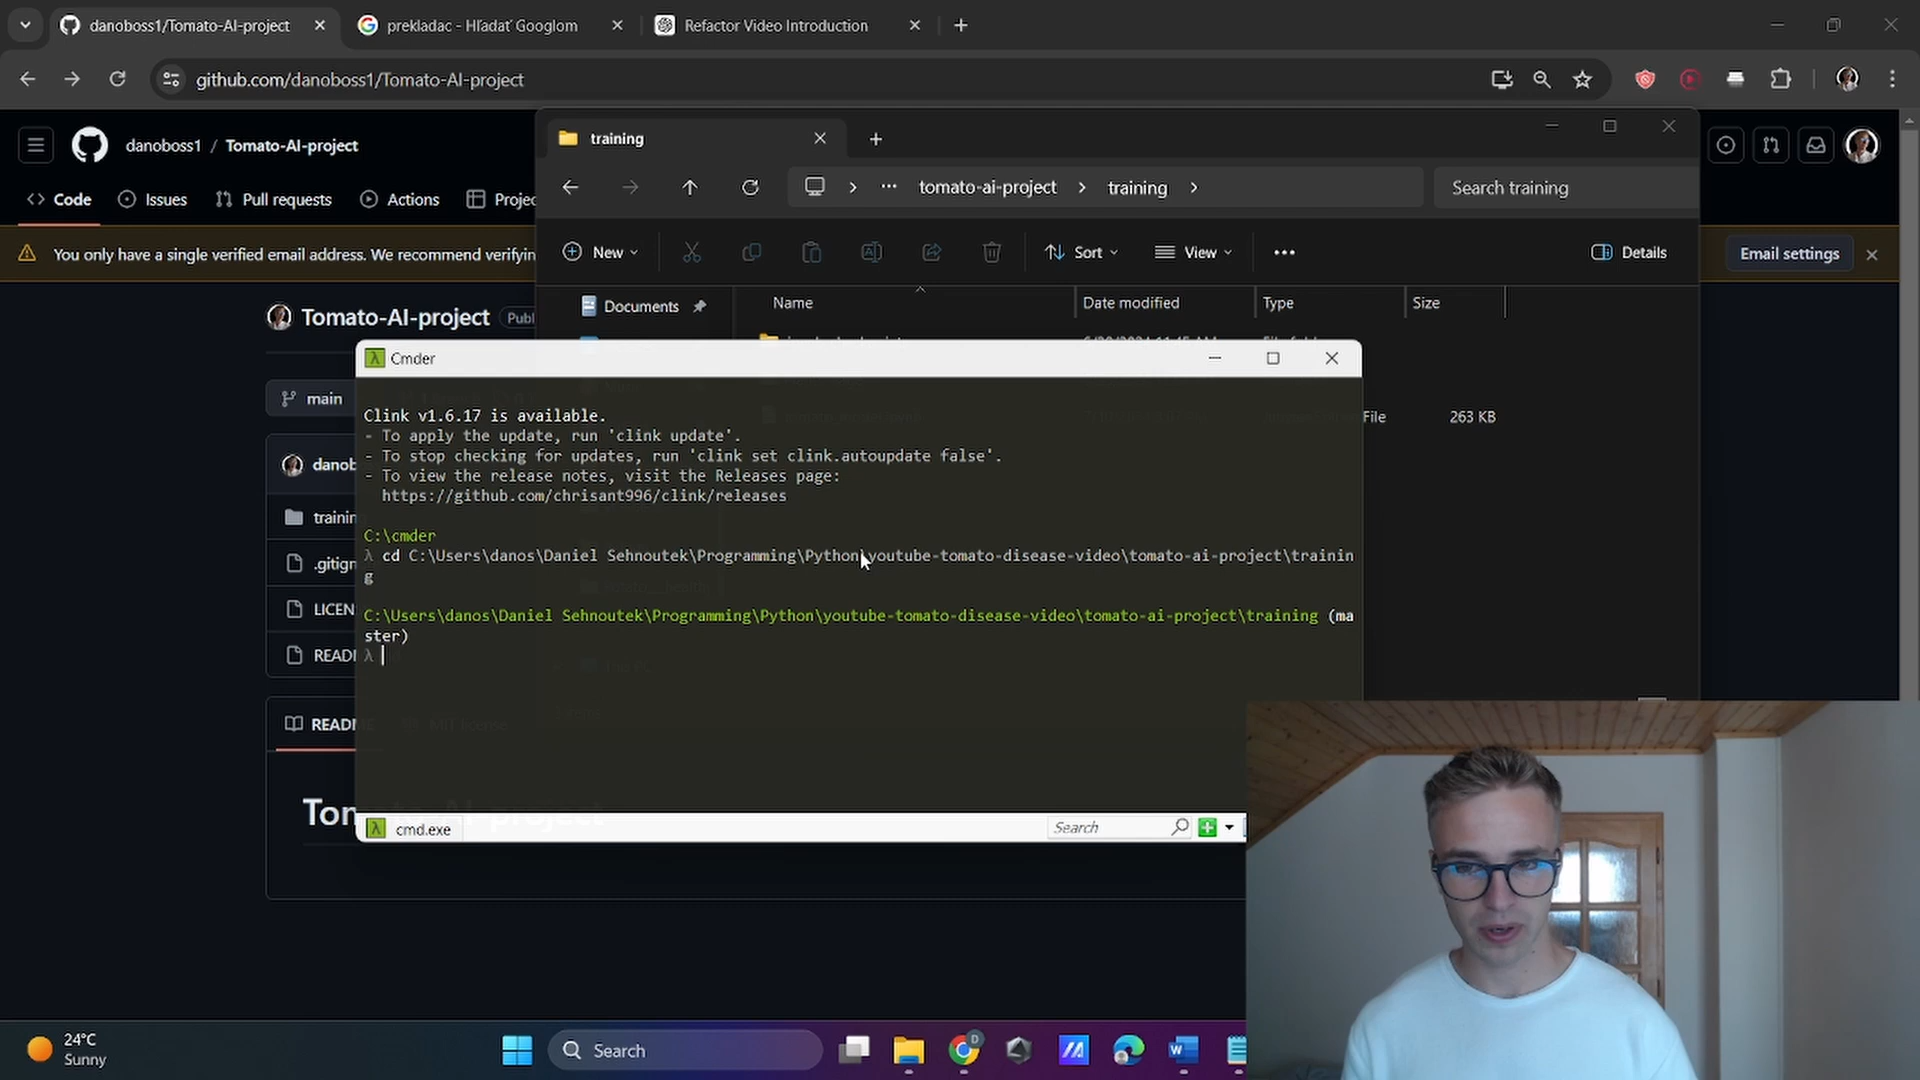 danoboss1/Tomato-AI-project
prekladac - Hľadať Googlom
Refactor Video Introduction
github.com/danoboss1/Tomato-AI-project
danoboss1 / Tomato-AI-project
training
tomato-ai-project
training
Search training
Code
Issues
Pull requests
Actions
New
Sort
View
Details
You only have a single verified email address. We recommend
Email settings
Documents
Name
Date modified
Type
Size
Tomato-AI-project
Cmder
main
File
263 KB
Clink v1.6.17 is available.
- To apply the update, run 'clink update'.
- To stop checking for updates, run 'clink set clink.autoupdate false'.
- To view the release notes, visit the Releases page:
https://github.com/chrisant996/clink/releases
C:\cmder
λ cd C:\Users\danos\Daniel Sehnoutek\Programming\Python\youtube-tomato-disease-video\tomato-ai-project\trainin
g
C:\Users\danos\Daniel Sehnoutek\Programming\Python\youtube-tomato-disease-video\tomato-ai-project\training (ma
ster)
λ
cmd.exe
Search
24°C
Sunny
Search